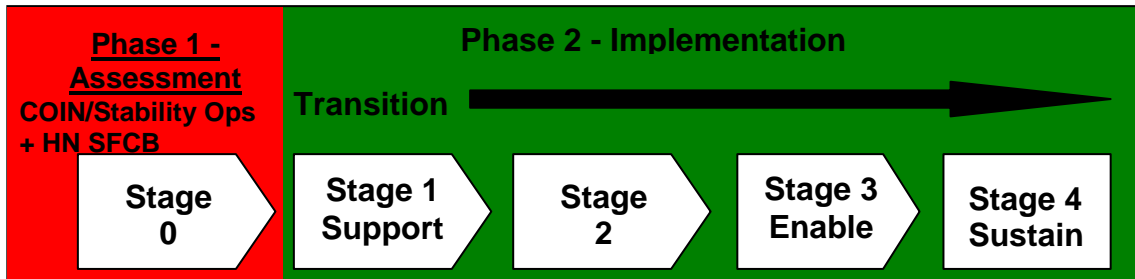 Phase 1 -
Assessment
COIN/Stability Ops
+ HN SFCB
Phase 2 - Implementation
Transition
Stage
0
Stage 1
Support
Stage
2
Stage 3
Enable
Stage 4
Sustain